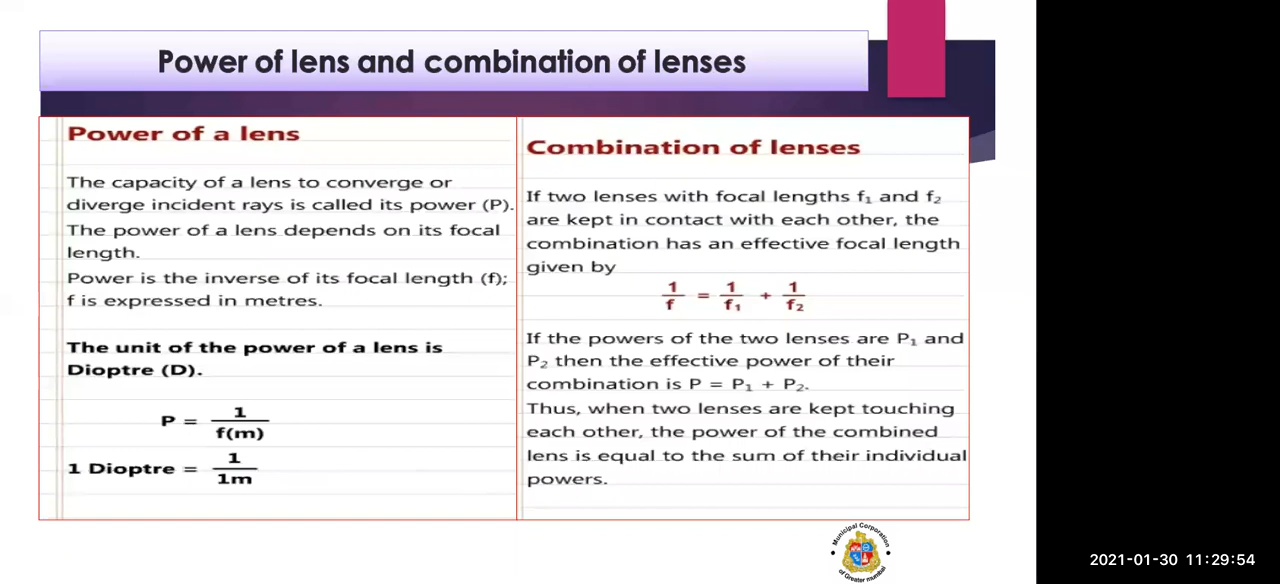 Power of lens and combination of lenses
Power of a lens
The capacity of a lens to converge or
diverge incident rays is called its power (P).
The power of a lens depends on its focal
length.
Power is the inverse of its focal length (f);
f is expressed in metres.
The unit of the power of a lens is
Dioptre (D).
P = 1/f(m)
1 Dioptre = 1/1m
Combination of lenses
If two lenses with focal lengths f₁ and f₂
are kept in contact with each other, the
combination has an effective focal length
given by
1/f = 1/f₁ + 1/f₂
If the powers of the two lenses are P₁ and
P₂ then the effective power of their
combination is P = P₁ + P₂.
Thus, when two lenses are kept touching
each other, the power of the combined
lens is equal to the sum of their individual
powers.
Municipal Corporation
of Greater mumbai
2021-01-30 11:29:54